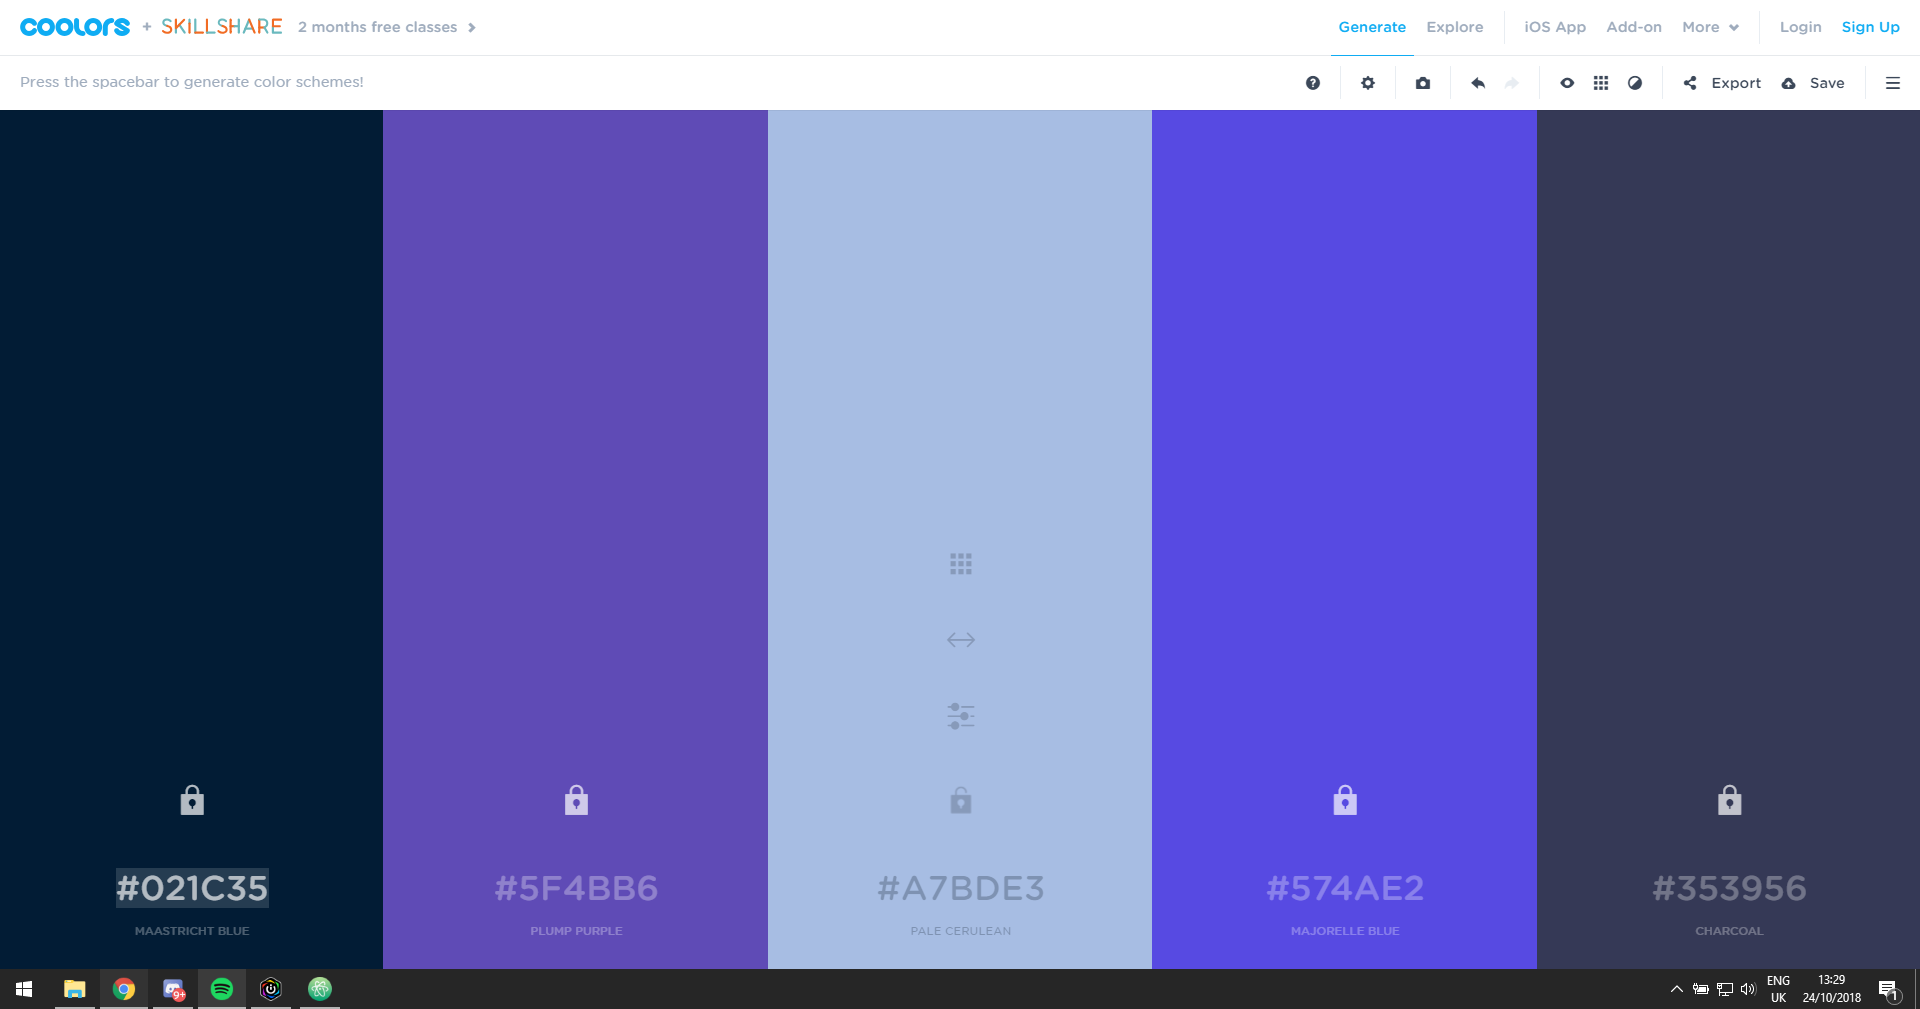 coolors + SKILLSHARE 2 months free classes
Generate Explore iOS App Add-on More Login Sign Up
Press the spacebar to generate color schemes!
Export Save
#021C35 #5F4BB6 #A7BDE3 #574AE2 #353956
MAASTRICHT BLUE PLUMP PURPLE PALE CERULEAN MAJORELLE BLUE CHARCOAL
9+
ENG 13:29
UK 24/10/2018 1